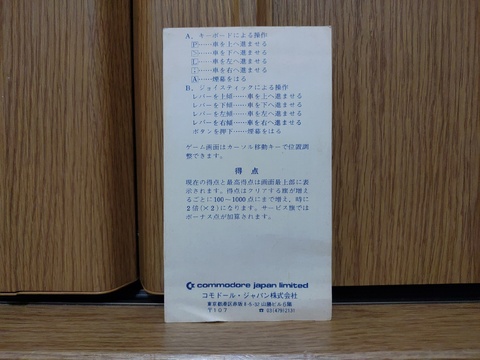 A．キーボードによる操作
P……車を上へ進ませる
……車を下へ進ませる
L……車を左へ進ませる
……車を右へ進ませる
A……煙幕をはる
B．ジョイスティックによる操作
レバーを上傾……車を上へ進ませる
レバーを下傾……車を下へ進ませる
レバーを左傾……車を左へ進ませる
レバーを右傾……車を右へ進ませる
ボタンを押下……煙幕をはる
ゲーム画面はカーソル移動キーで位置調
整できます。
得 点
現在の得点と最高得点は画面最上部に表
示されます。得点はクリアする旗が増え
るごとに100～1000点にまで増え、時に
2倍(×2)になります。サービス旗では
ボーナス点が加算されます。
commodore japan limited
コモドール・ジャパン株式会社
東京都港区赤坂
〒107